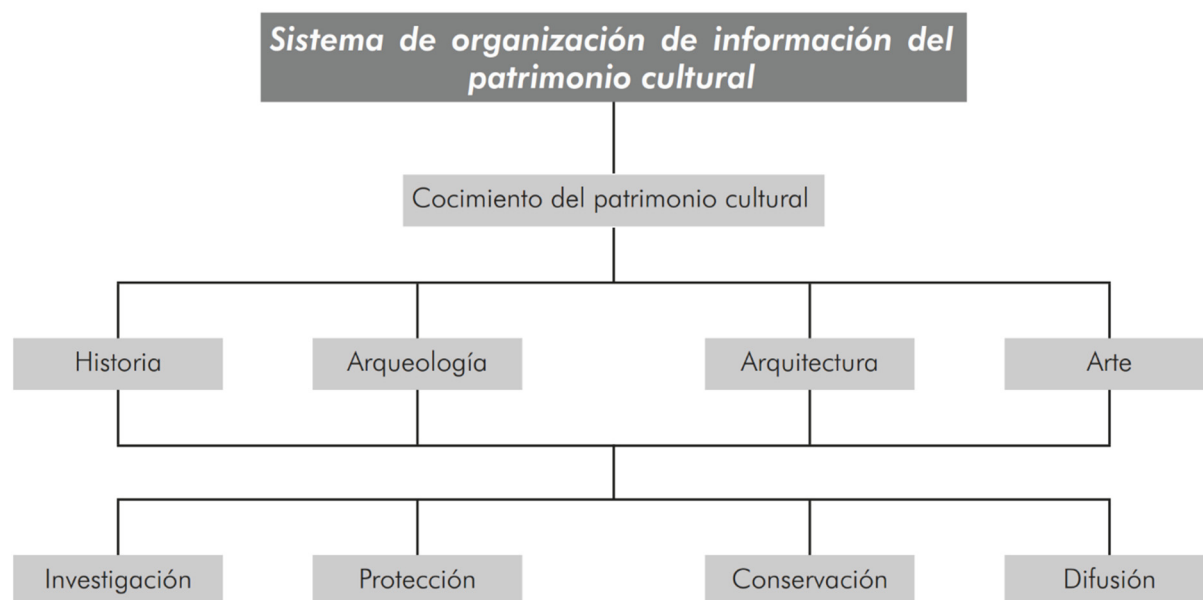 Sistema de organización de información del
patrimonio cultural
Cocimiento del patrimonio cultural
Historia
Arqueología
Arquitectura
Arte
Investigación
Protección
Conservación
Difusión